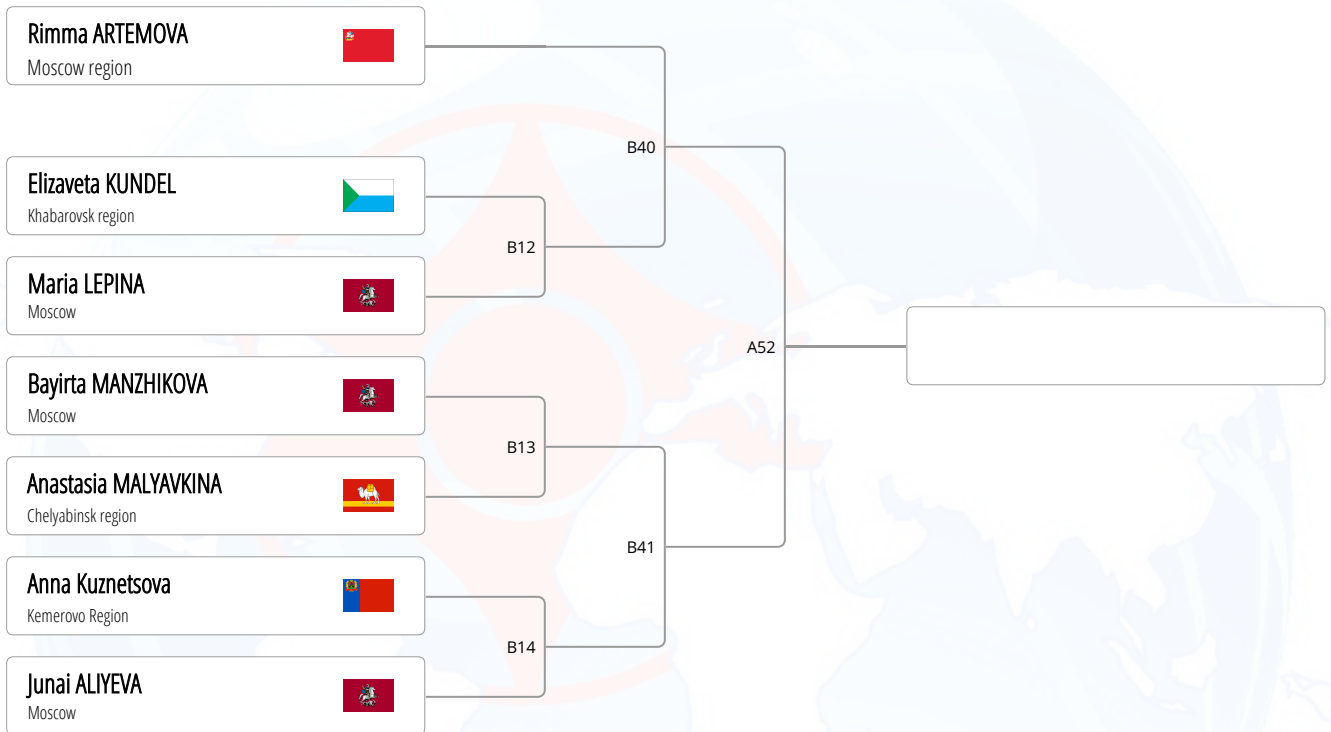 Rimma ARTEMOVA
Moscow region
B40
Elizaveta KUNDEL
Khabarovsk region
B12
Maria LEPINA
Moscow
A52
Bayirta MANZHIKOVA
Moscow
B13
Anastasia MALYAVKINA
Chelyabinsk region
B41
Anna Kuznetsova
Kemerovo Region
B14
Junai ALIYEVA
Moscow